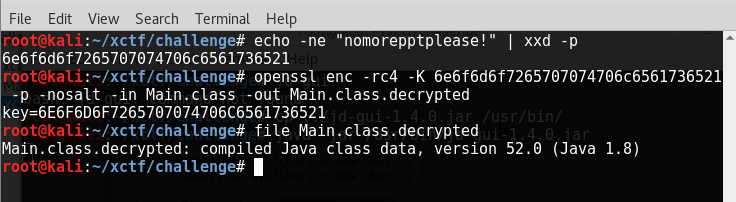 File Edit View Search Terminal Help
root@kali:~/xctf/challenge# echo -ne "nomorepptplease!" | xxd -p
6e6f6d6f7265707074706c6561736521
root@kali:~/xctf/challenge# openssl enc -rc4 -K 6e6f6d6f7265707074706c6561736521
 -p -nosalt -in Main.class -out Main.class.decrypted
key=6E6F6D6F7265707074706C6561736521
root@kali:~/xctf/challenge# file Main.class.decrypted
Main.class.decrypted: compiled Java class data, version 52.0 (Java 1.8)
root@kali:~/xctf/challenge#